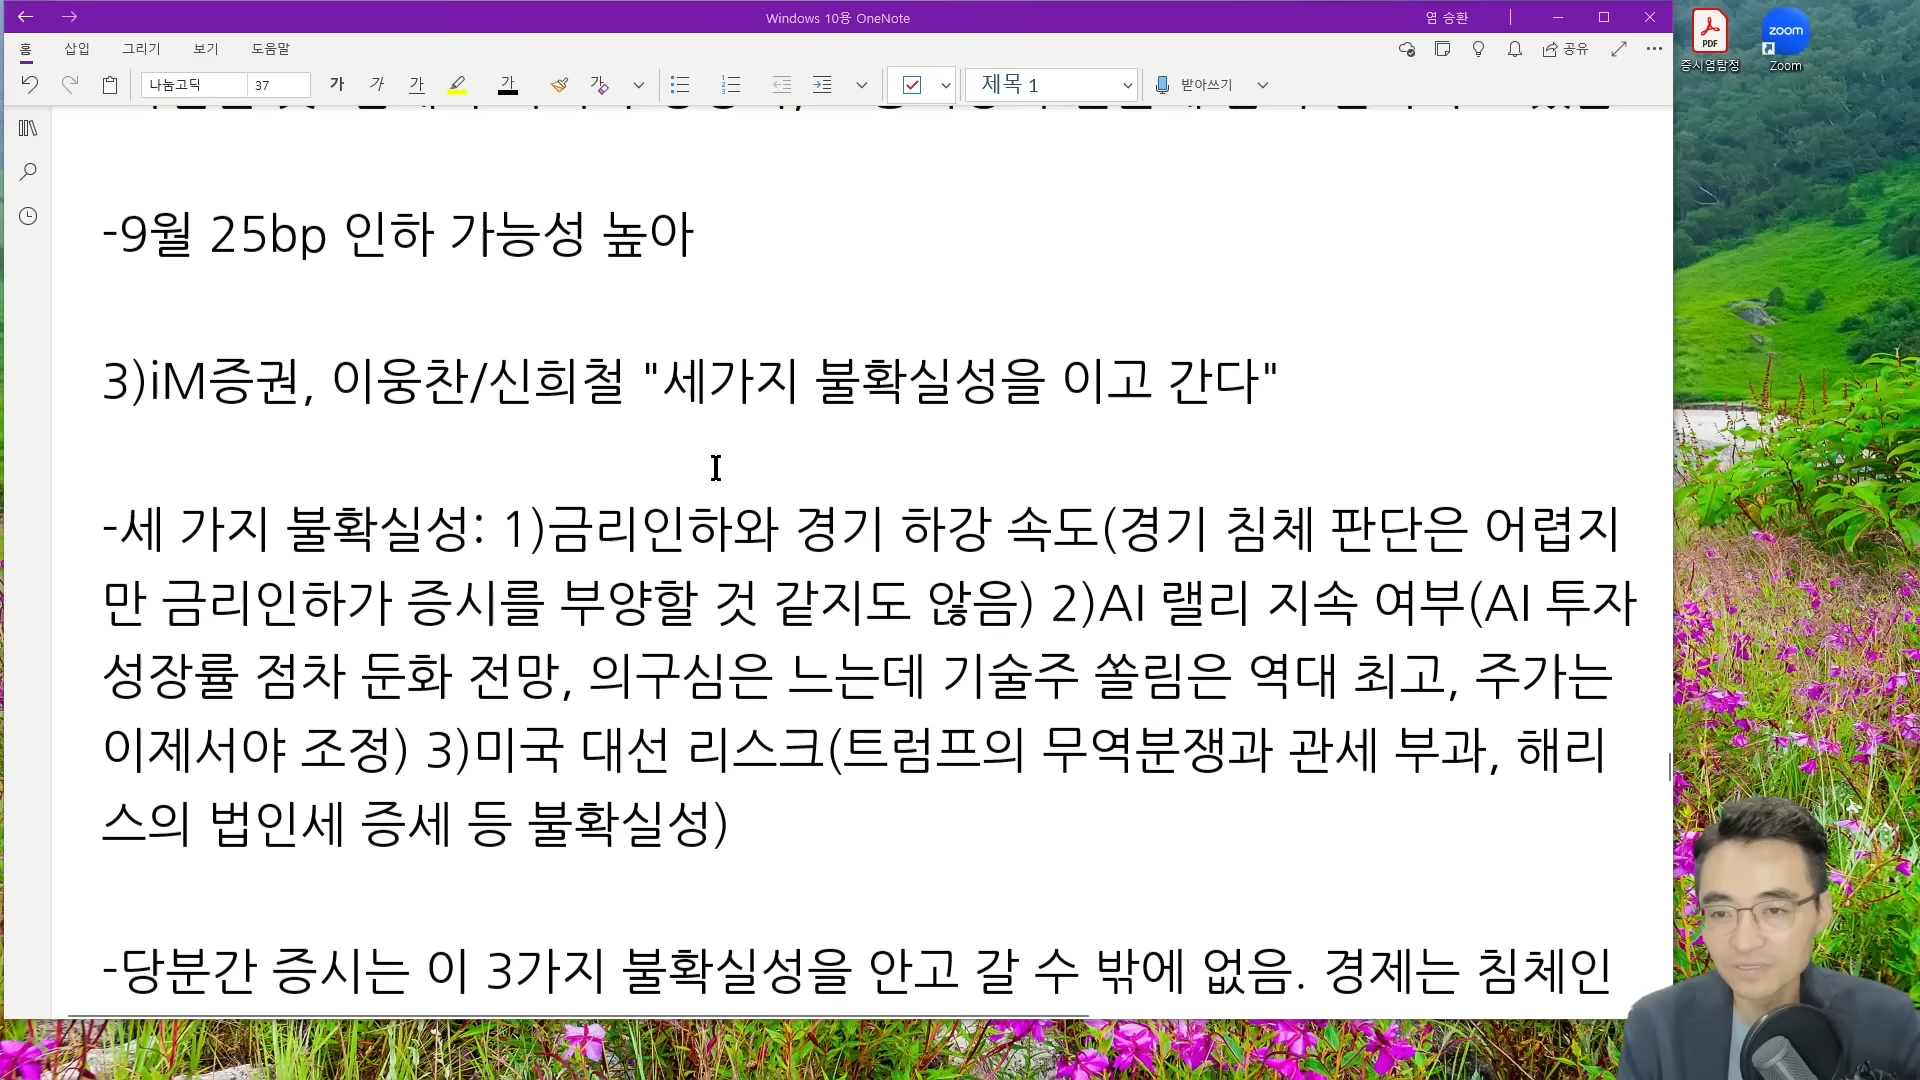 Windows 10용 OneNote
염 승환
홈 삽입 그리기 보기 도움말
공유
나눔고딕 37 가 가 가 가 가 제목 1 받아쓰기
-9월 25bp 인하 가능성 높아
3)iM증권, 이웅찬/신희철 "세가지 불확실성을 이고 간다"
-세 가지 불확실성: 1)금리인하와 경기 하강 속도(경기 침체 판단은 어렵지
만 금리인하가 증시를 부양할 것 같지도 않음) 2)AI 랠리 지속 여부(AI 투자
성장률 점차 둔화 전망, 의구심은 느는데 기술주 쏠림은 역대 최고, 주가는
이제서야 조정) 3)미국 대선 리스크(트럼프의 무역분쟁과 관세 부과, 해리
스의 법인세 증세 등 불확실성)
-당분간 증시는 이 3가지 불확실성을 안고 갈 수 밖에 없음. 경제는 침체인
PDF
증시염탐정
zoom
Zoom